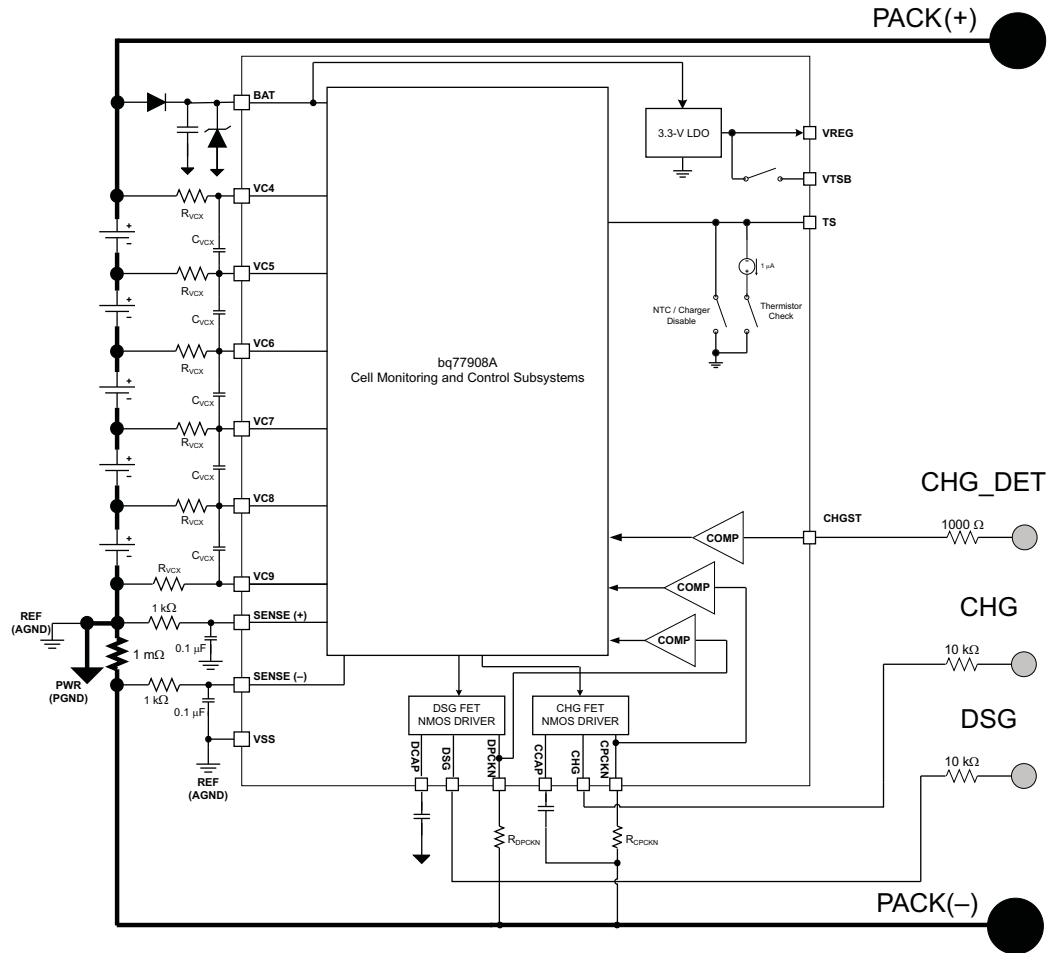 PACK(+)
BAT
3.3-V LDO
VREG
VTSB
VC4
RVCX
CVCX
TS
1 μA
VC5
RVCX
CVCX
NTC / Charger
Disable
Thermistor
Check
VC6
RVCX
CVCX
bq77908A
Cell Monitoring and Control Subsystems
VC7
RVCX
CVCX
VC8
RVCX
CVCX
CHG_DET
CHGST
COMP
1000 Ω
VC9
RVCX
COMP
CHG
REF
(AGND)
1 kΩ
SENSE (+)
0.1 μF
COMP
1 mΩ
10 kΩ
PWR
(PGND)
1 kΩ
SENSE (–)
0.1 μF
DSG FET
NMOS DRIVER
CHG FET
NMOS DRIVER
DSG
VSS
DCAP
DSG
DPCKN
CCAP
CHG
CPCKN
10 kΩ
REF
(AGND)
RDPCKN
RCPCKN
PACK(–)